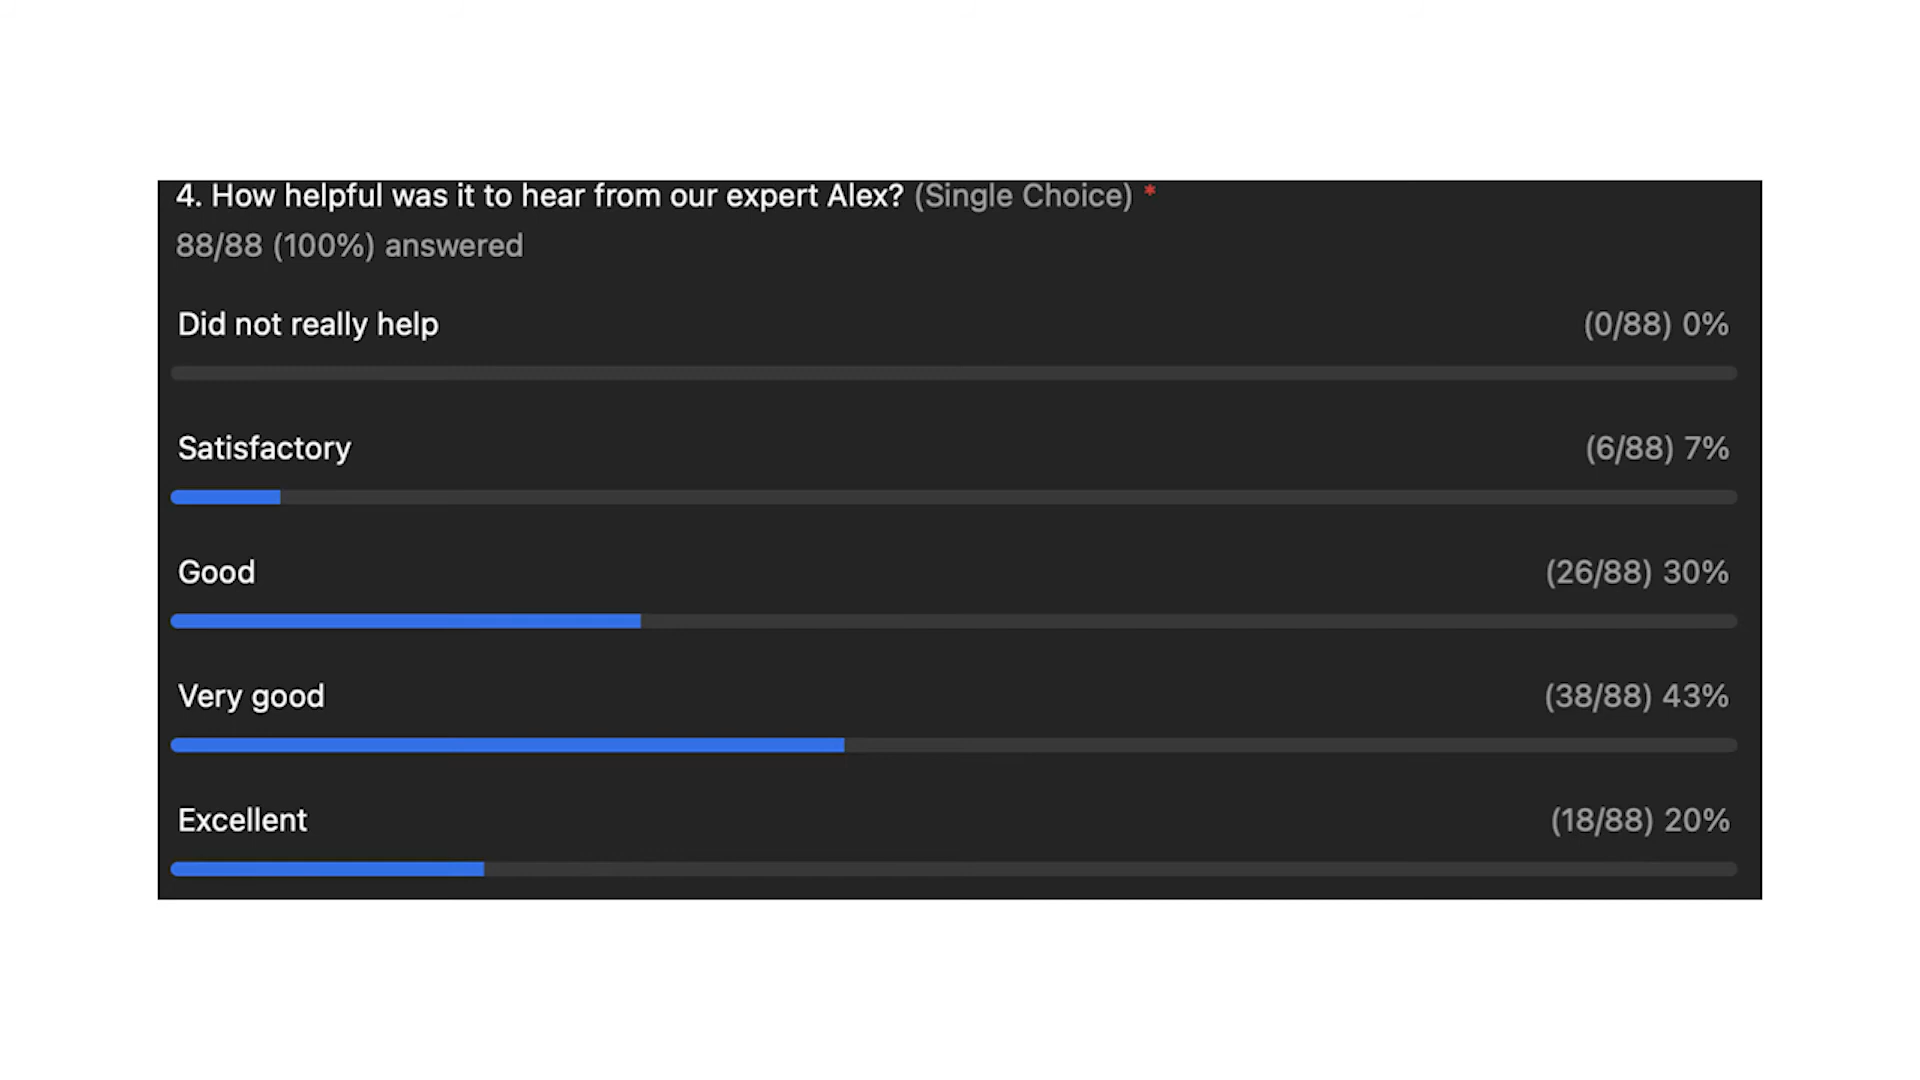 4. How helpful was it to hear from our expert Alex? (Single Choice) *
88/88 (100%) answered
Did not really help (0/88) 0%
Satisfactory (6/88) 7%
Good (26/88) 30%
Very good (38/88) 43%
Excellent (18/88) 20%